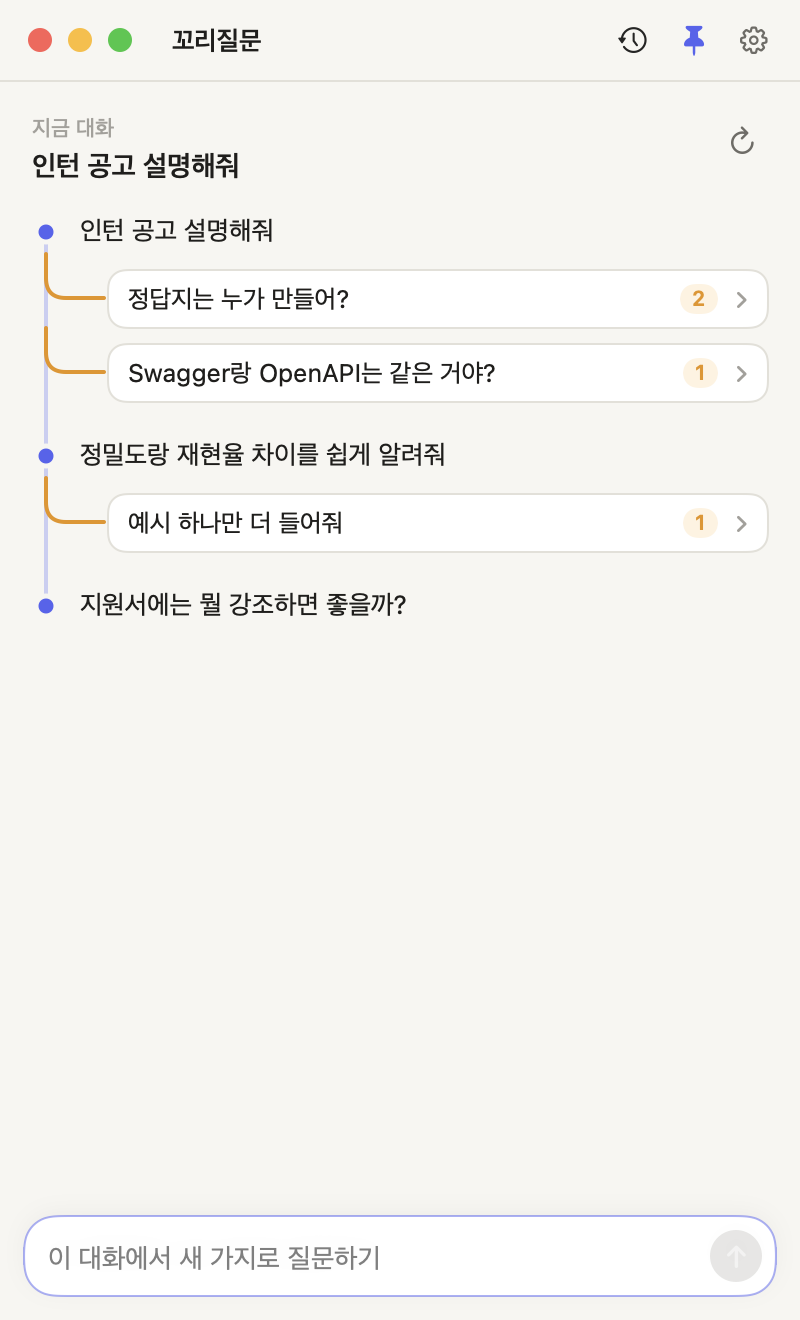 꼬리질문
지금 대화
인턴 공고 설명해줘
인턴 공고 설명해줘
정답지는 누가 만들어?
2
Swagger랑 OpenAPI는 같은 거야?
1
정밀도랑 재현율 차이를 쉽게 알려줘
예시 하나만 더 들어줘
1
지원서에는 뭘 강조하면 좋을까?
이 대화에서 새 가지로 질문하기